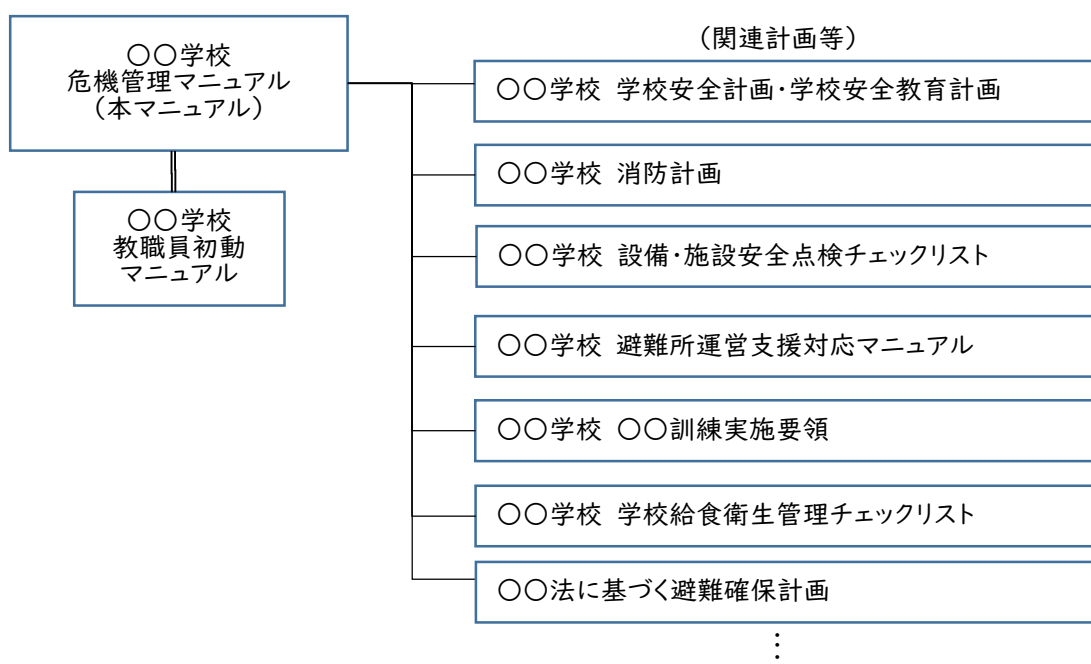 〇〇学校
危機管理マニュアル
(本マニュアル)
〇〇学校
教職員初動
マニュアル
(関連計画等)
〇〇学校 学校安全計画・学校安全教育計画
〇〇学校 消防計画
〇〇学校 設備・施設安全点検チェックリスト
〇〇学校 避難所運営支援対応マニュアル
〇〇学校 〇〇訓練実施要領
〇〇学校 学校給食衛生管理チェックリスト
〇〇法に基づく避難確保計画
⋮